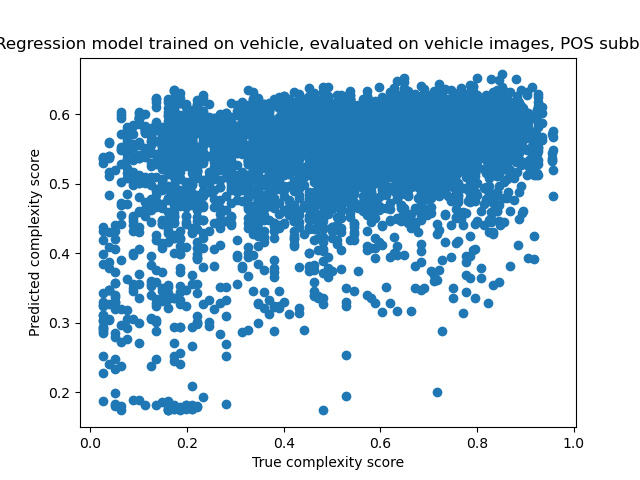 Regression model trained on vehicle, evaluated on vehicle images, POS subb
Predicted complexity score
0.6
0.5
0.4
0.3
0.2
0.0 0.2 0.4 0.6 0.8 1.0
True complexity score